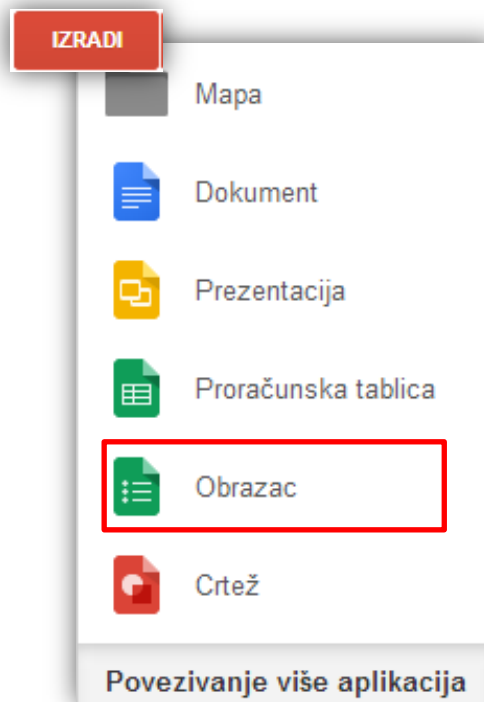 IZRADI
Mapa
Dokument
Prezentacija
Proračunska tablica
Obrazac
Crtež
Povezivanje više aplikacija